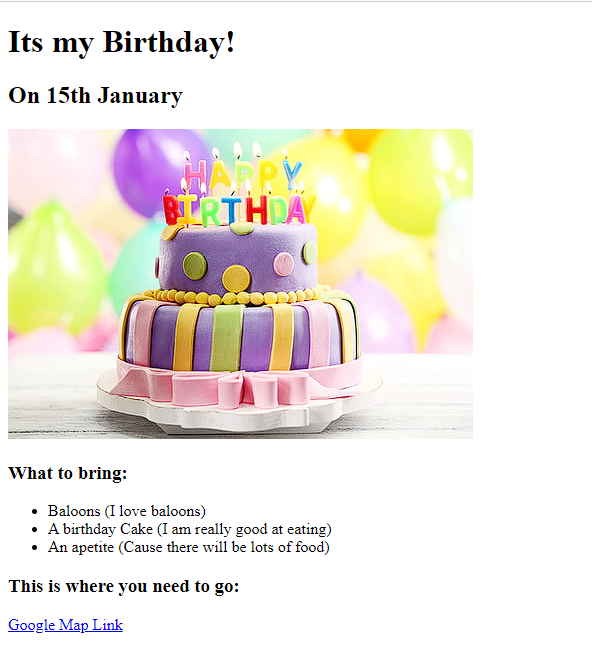 Its my Birthday!
On 15th January
HAPPY
BIRTHDAY
What to bring:
Baloons (I love baloons)
A birthday Cake (I am really good at eating)
An apetite (Cause there will be lots of food)
This is where you need to go:
Google Map Link